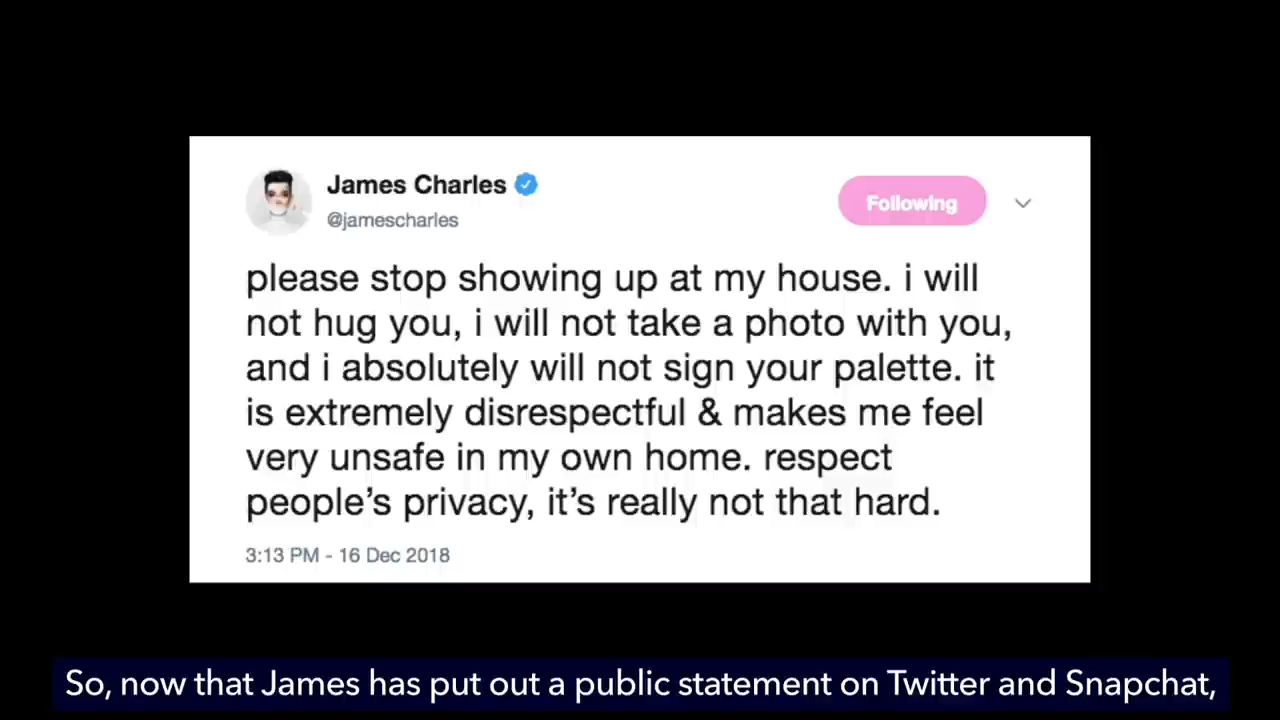 James Charles
Following
@jamescharles
please stop showing up at my house. i will
not hug you, i will not take a photo with you,
and i absolutely will not sign your palette. it
is extremely disrespectful & makes me feel
very unsafe in my own home. respect
people’s privacy, it’s really not that hard.
3:13 PM - 16 Dec 2018
So, now that James has put out a public statement on Twitter and Snapchat,